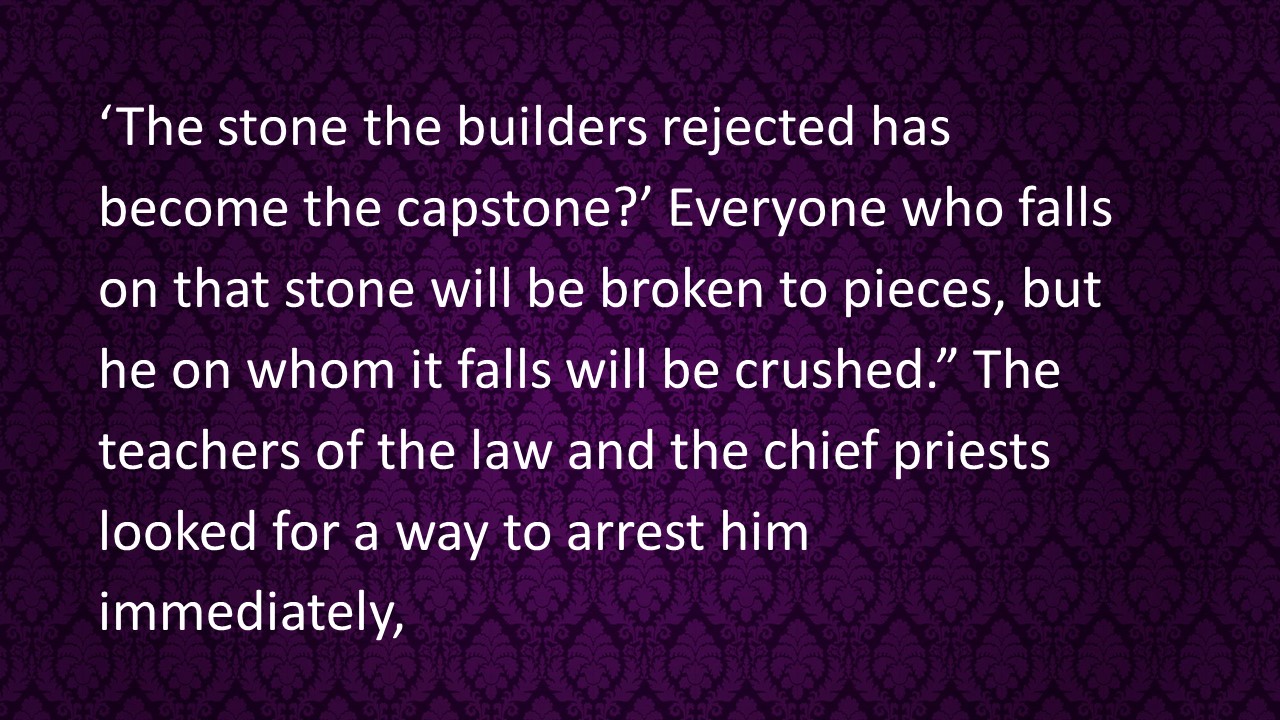 ‘The stone the builders rejected has
become the capstone?’ Everyone who falls
on that stone will be broken to pieces, but
he on whom it falls will be crushed.” The
teachers of the law and the chief priests
looked for a way to arrest him
immediately,